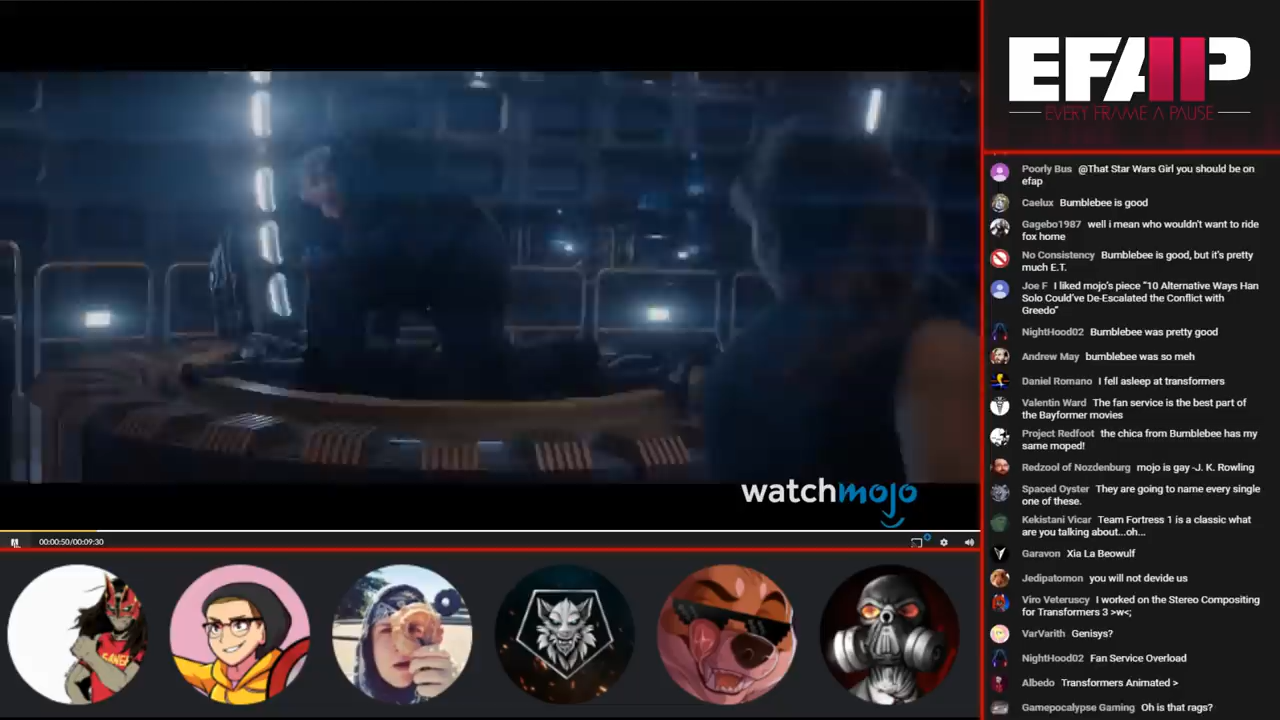 EFAP
EVERY FRAME A PAUSE
Poorly Bus @That Star Wars Girl you should be on
efap
Caelux Bumblebee is good
Gagebo1987 well i mean who wouldn't want to ride
fox home
No Consistency Bumblebee is good, but it's pretty
much E.T.
Joe F I liked mojo's piece "10 Alternative Ways Han
Solo Could've De-Escalated the Conflict with
Greedo"
NightHood02 Bumblebee was pretty good
Andrew May bumblebee was so meh
Daniel Romano I fell asleep at transformers
Valentin Ward The fan service is the best part of
the Bayformer movies
Project Redfoot the chica from Bumblebee has my
same moped!
Redzool of Nozdenburg mojo is gay -J. K. Rowling
Spaced Oyster They are going to name every single
one of these.
Kekistani Vicar Team Fortress 1 is a classic what
are you talking about...oh...
Garavon Xia La Beowulf
Jedipatomon you will not devide us
Viro Veteruscy I worked on the Stereo Compositing
for Transformers 3 >w<;
VarVarith Genisys?
NightHood02 Fan Service Overload
Albedo Transformers Animated >
Gamepocalypse Gaming Oh is that rags?
watchmojo
00:00:50/00:09:30